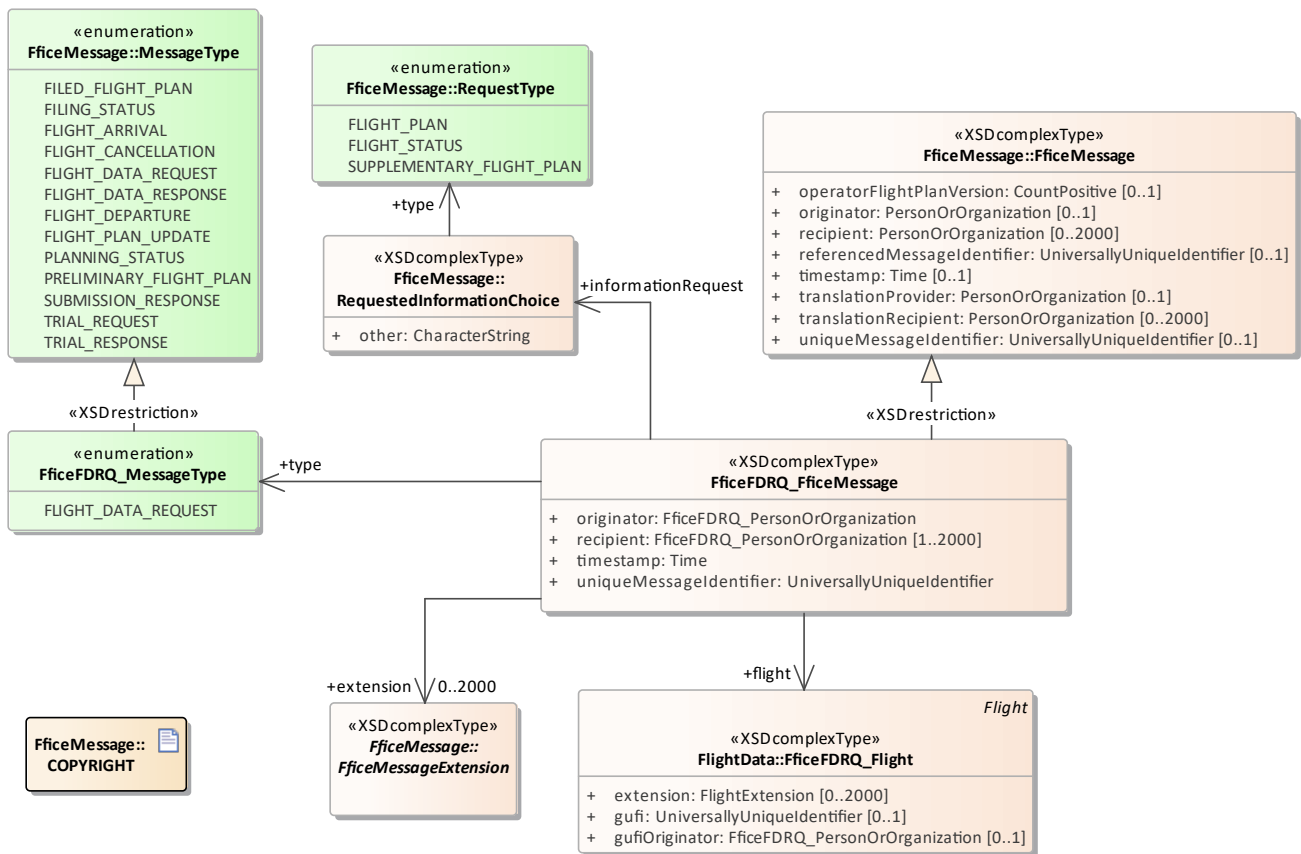 «enumeration»
FficeMessage::MessageType
FILED_FLIGHT_PLAN
FILING_STATUS
FLIGHT_ARRIVAL
FLIGHT_CANCELLATION
FLIGHT_DATA_REQUEST
FLIGHT_DATA_RESPONSE
FLIGHT_DEPARTURE
FLIGHT_PLAN_UPDATE
PLANNING_STATUS
PRELIMINARY_FLIGHT_PLAN
SUBMISSION_RESPONSE
TRIAL_REQUEST
TRIAL_RESPONSE
«enumeration»
FficeMessage::RequestType
FLIGHT_PLAN
FLIGHT_STATUS
SUPPLEMENTARY_FLIGHT_PLAN
+type
«XSDcomplexType»
FficeMessage::
RequestedInformationChoice
+ other: CharacterString
+informationRequest
«XSDcomplexType»
FficeMessage::FficeMessage
+ operatorFlightPlanVersion: CountPositive [0..1]
+ originator: PersonOrOrganization [0..1]
+ recipient: PersonOrOrganization [0..2000]
+ referencedMessageIdentifier: UniversallyUniqueIdentifier [0..1]
+ timestamp: Time [0..1]
+ translationProvider: PersonOrOrganization [0..1]
+ translationRecipient: PersonOrOrganization [0..2000]
+ uniqueMessageIdentifier: UniversallyUniqueIdentifier [0..1]
«XSDrestriction»
«XSDrestriction»
«enumeration»
FficeFDRQ_MessageType
FLIGHT_DATA_REQUEST
+type
«XSDcomplexType»
FficeFDRQ_FficeMessage
+ originator: FficeFDRQ_PersonOrOrganization
+ recipient: FficeFDRQ_PersonOrOrganization [1..2000]
+ timestamp: Time
+ uniqueMessageIdentifier: UniversallyUniqueIdentifier
+extension 0..2000
«XSDcomplexType»
FficeMessage::
FficeMessageExtension
+flight
Flight
«XSDcomplexType»
FlightData::FficeFDRQ_Flight
+ extension: FlightExtension [0..2000]
+ gufi: UniversallyUniqueIdentifier [0..1]
+ gufiOriginator: FficeFDRQ_PersonOrOrganization [0..1]
FficeMessage::
COPYRIGHT